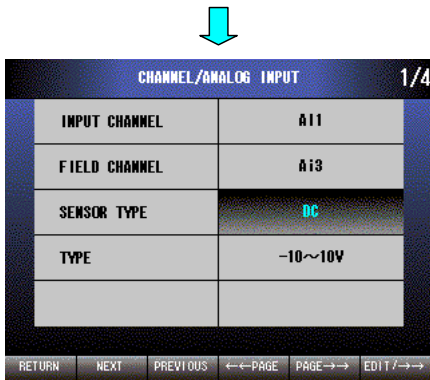 CHANNEL/ANALOG INPUT 1/4
INPUT CHANNEL AI1
FIELD CHANNEL Ai3
SENSOR TYPE DC
TYPE -10～10V
RETURN NEXT PREVIOUS ←←PAGE PAGE→→ EDIT/→→